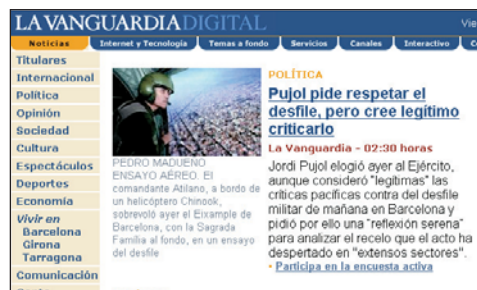 LA VANGUARDIA DIGITAL
Vie
Noticias
Internet y Tecnología
Temas a fondo
Servicios
Canales
Interactivo
Titulares
Internacional
Política
Opinión
Sociedad
Cultura
Espectáculos
Deportes
Economía
Vivir en
Barcelona
Girona
Tarragona
Comunicación
PEDRO MADUEÑO
ENSAYO AÉREO. El
comandante Atilano, a bordo de
un helicóptero Chinook,
sobrevoló ayer el Eixample de
Barcelona, con la Sagrada
Familia al fondo, en un ensayo
del desfile
POLÍTICA
Pujol pide respetar el
desfile, pero cree legítimo
criticarlo
La Vanguardia - 02:30 horas
Jordi Pujol elogió ayer al Ejército,
aunque consideró "legítimas" las
críticas pacíficas contra del desfile
militar de mañana en Barcelona y
pidió por ello una "reflexión serena"
para analizar el recelo que el acto ha
despertado en "extensos sectores".
· Participa en la encuesta activa